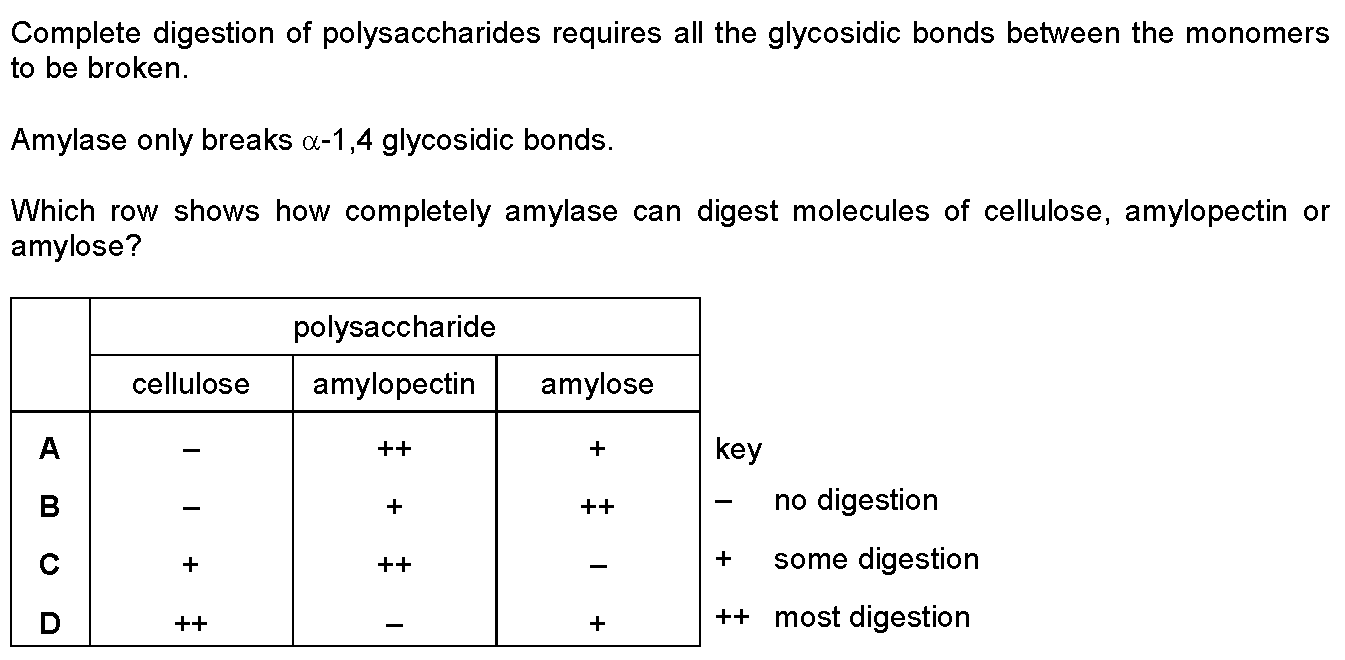 Complete digestion of polysaccharides requires all the glycosidic bonds between the monomers
to be broken.
Amylase only breaks α-1,4 glycosidic bonds.
Which row shows how completely amylase can digest molecules of cellulose, amylopectin or
amylose?
polysaccharide
cellulose amylopectin amylose
A – ++ + key
B – + ++ – no digestion
C + ++ – + some digestion
D ++ – + ++ most digestion